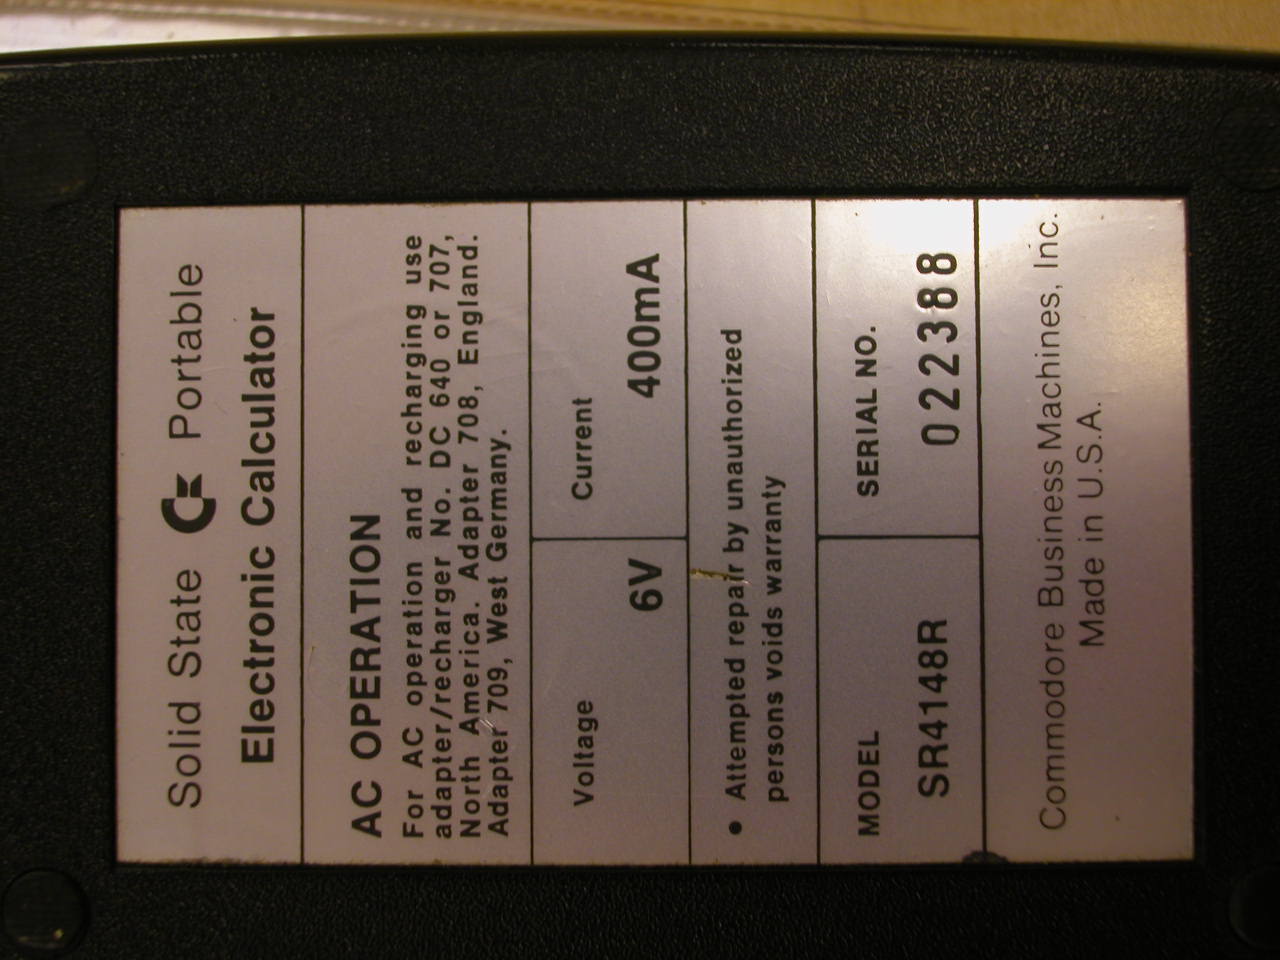 Solid State Portable
Electronic Calculator
AC OPERATION
For AC operation and recharging use
adapter/recharger No. DC 640 or 707,
North America. Adapter 708, England.
Adapter 709, West Germany.
Voltage
6V
Current
400mA
• Attempted repair by unauthorized
persons voids warranty
MODEL
SR4148R
SERIAL NO.
022388
Commodore Business Machines, Inc.
Made in U.S.A.